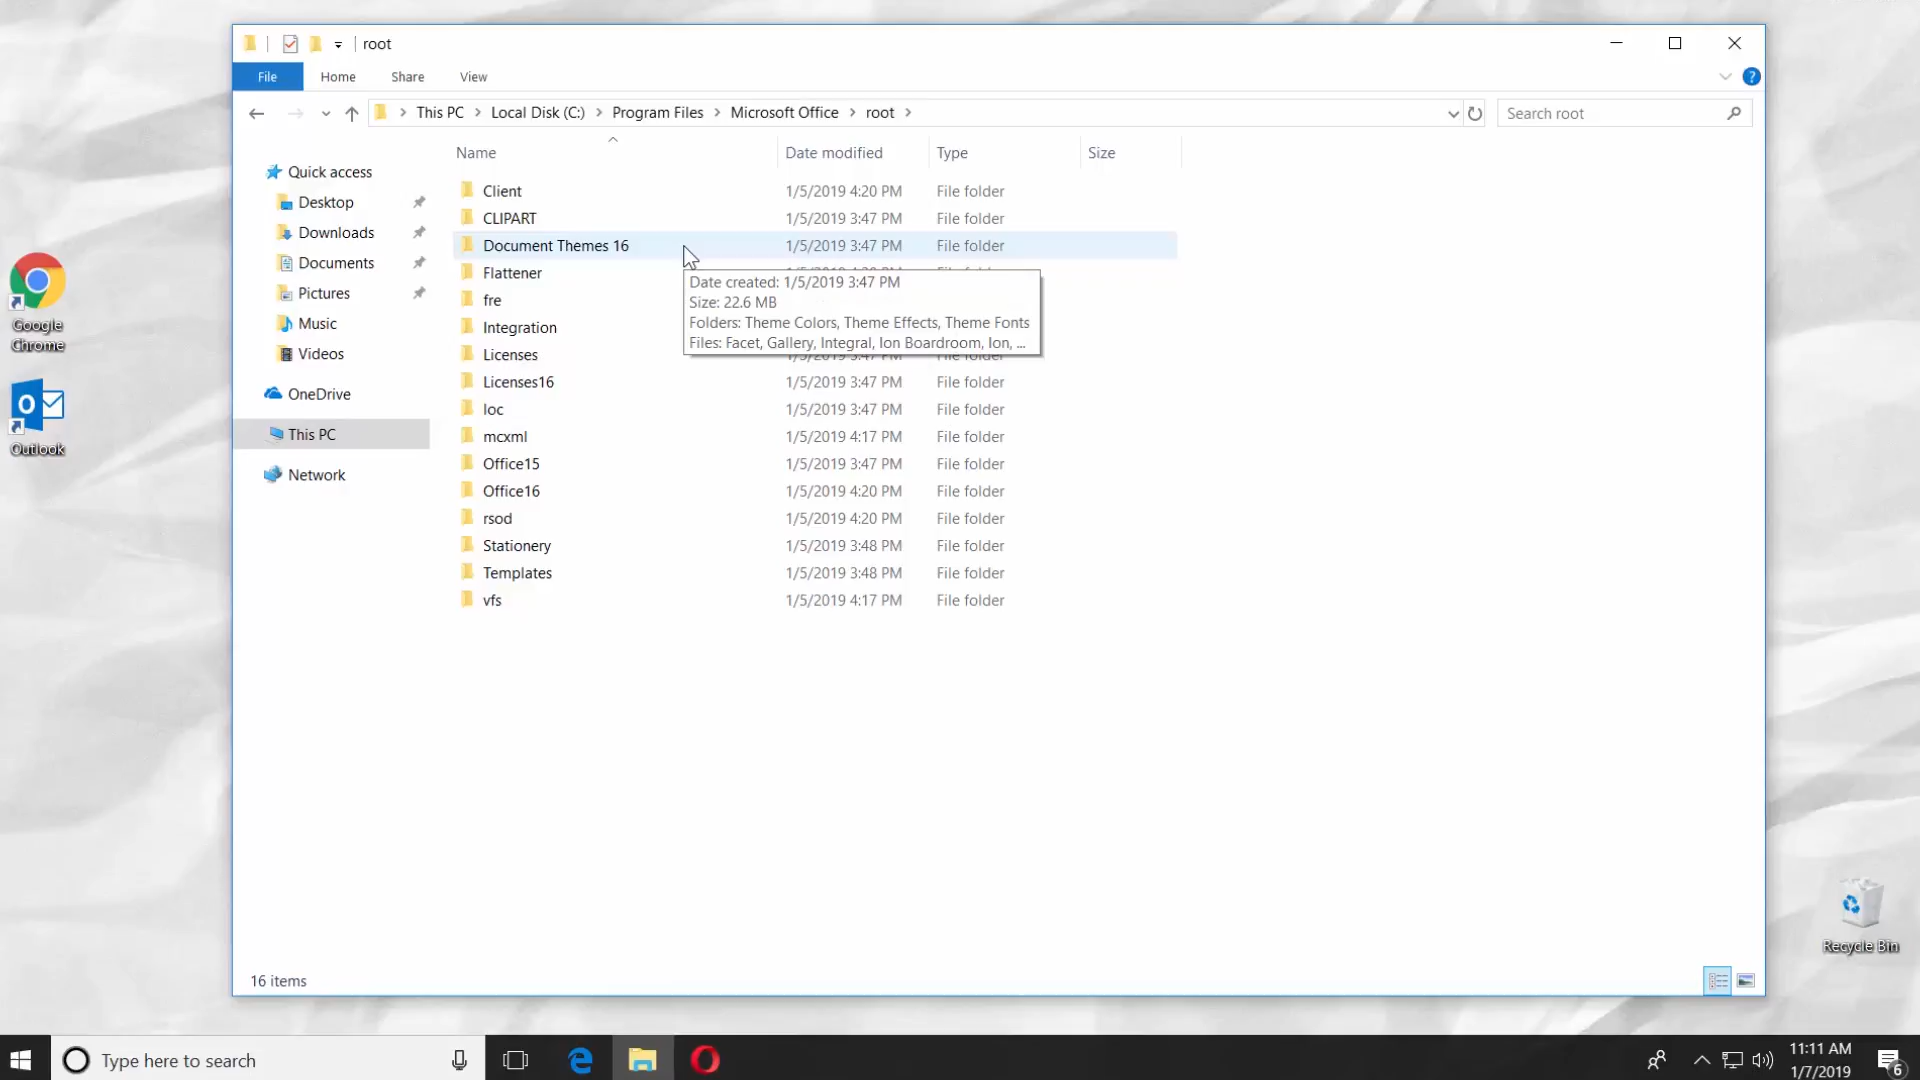 root
File Home Share View
This PC Local Disk (C:) Program Files Microsoft Office root
Search root
Name Date modified Type Size
Quick access
Desktop
Downloads
Documents
Pictures
Music
Videos
OneDrive
This PC
Network
Client 1/5/2019 4:20 PM File folder
CLIPART 1/5/2019 3:47 PM File folder
Document Themes 16 1/5/2019 3:47 PM File folder
Flattener
fre
Integration
Licenses
Date created: 1/5/2019 3:47 PM
Size: 22.6 MB
Folders: Theme Colors, Theme Effects, Theme Fonts
Files: Facet, Gallery, Integral, Ion Boardroom, Ion, ...
Licenses16 1/5/2019 3:47 PM File folder
loc 1/5/2019 3:47 PM File folder
mcxml 1/5/2019 4:17 PM File folder
Office15 1/5/2019 3:47 PM File folder
Office16 1/5/2019 4:20 PM File folder
rsod 1/5/2019 4:20 PM File folder
Stationery 1/5/2019 3:48 PM File folder
Templates 1/5/2019 3:48 PM File folder
vfs 1/5/2019 4:17 PM File folder
16 items
Google
Chrome
Outlook
Recycle Bin
Type here to search
11:11 AM
1/7/2019
6